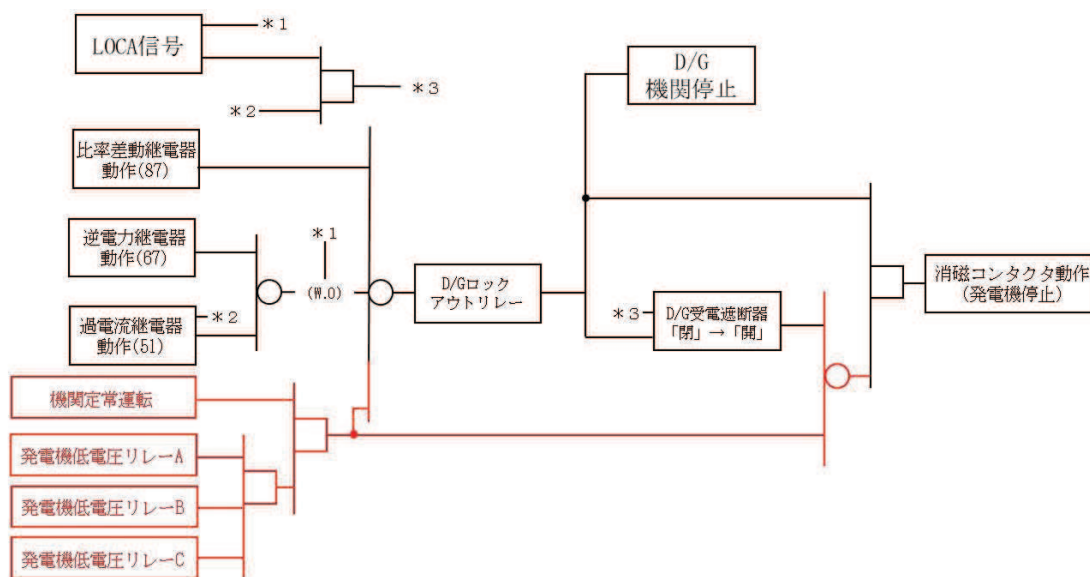 LOCA信号
*1
*3
*2
D/G
機関停止
比率差動継電器
動作(87)
逆電力継電器
動作(67)
*1
(W.O)
D/Gロック
アウトリレー
過電流継電器
動作(51)
*2
*3
D/G受電遮断器
「閉」→「開」
消磁コンタクタ動作
(発電機停止)
機関定常運転
発電機低電圧リレーA
発電機低電圧リレーB
発電機低電圧リレーC